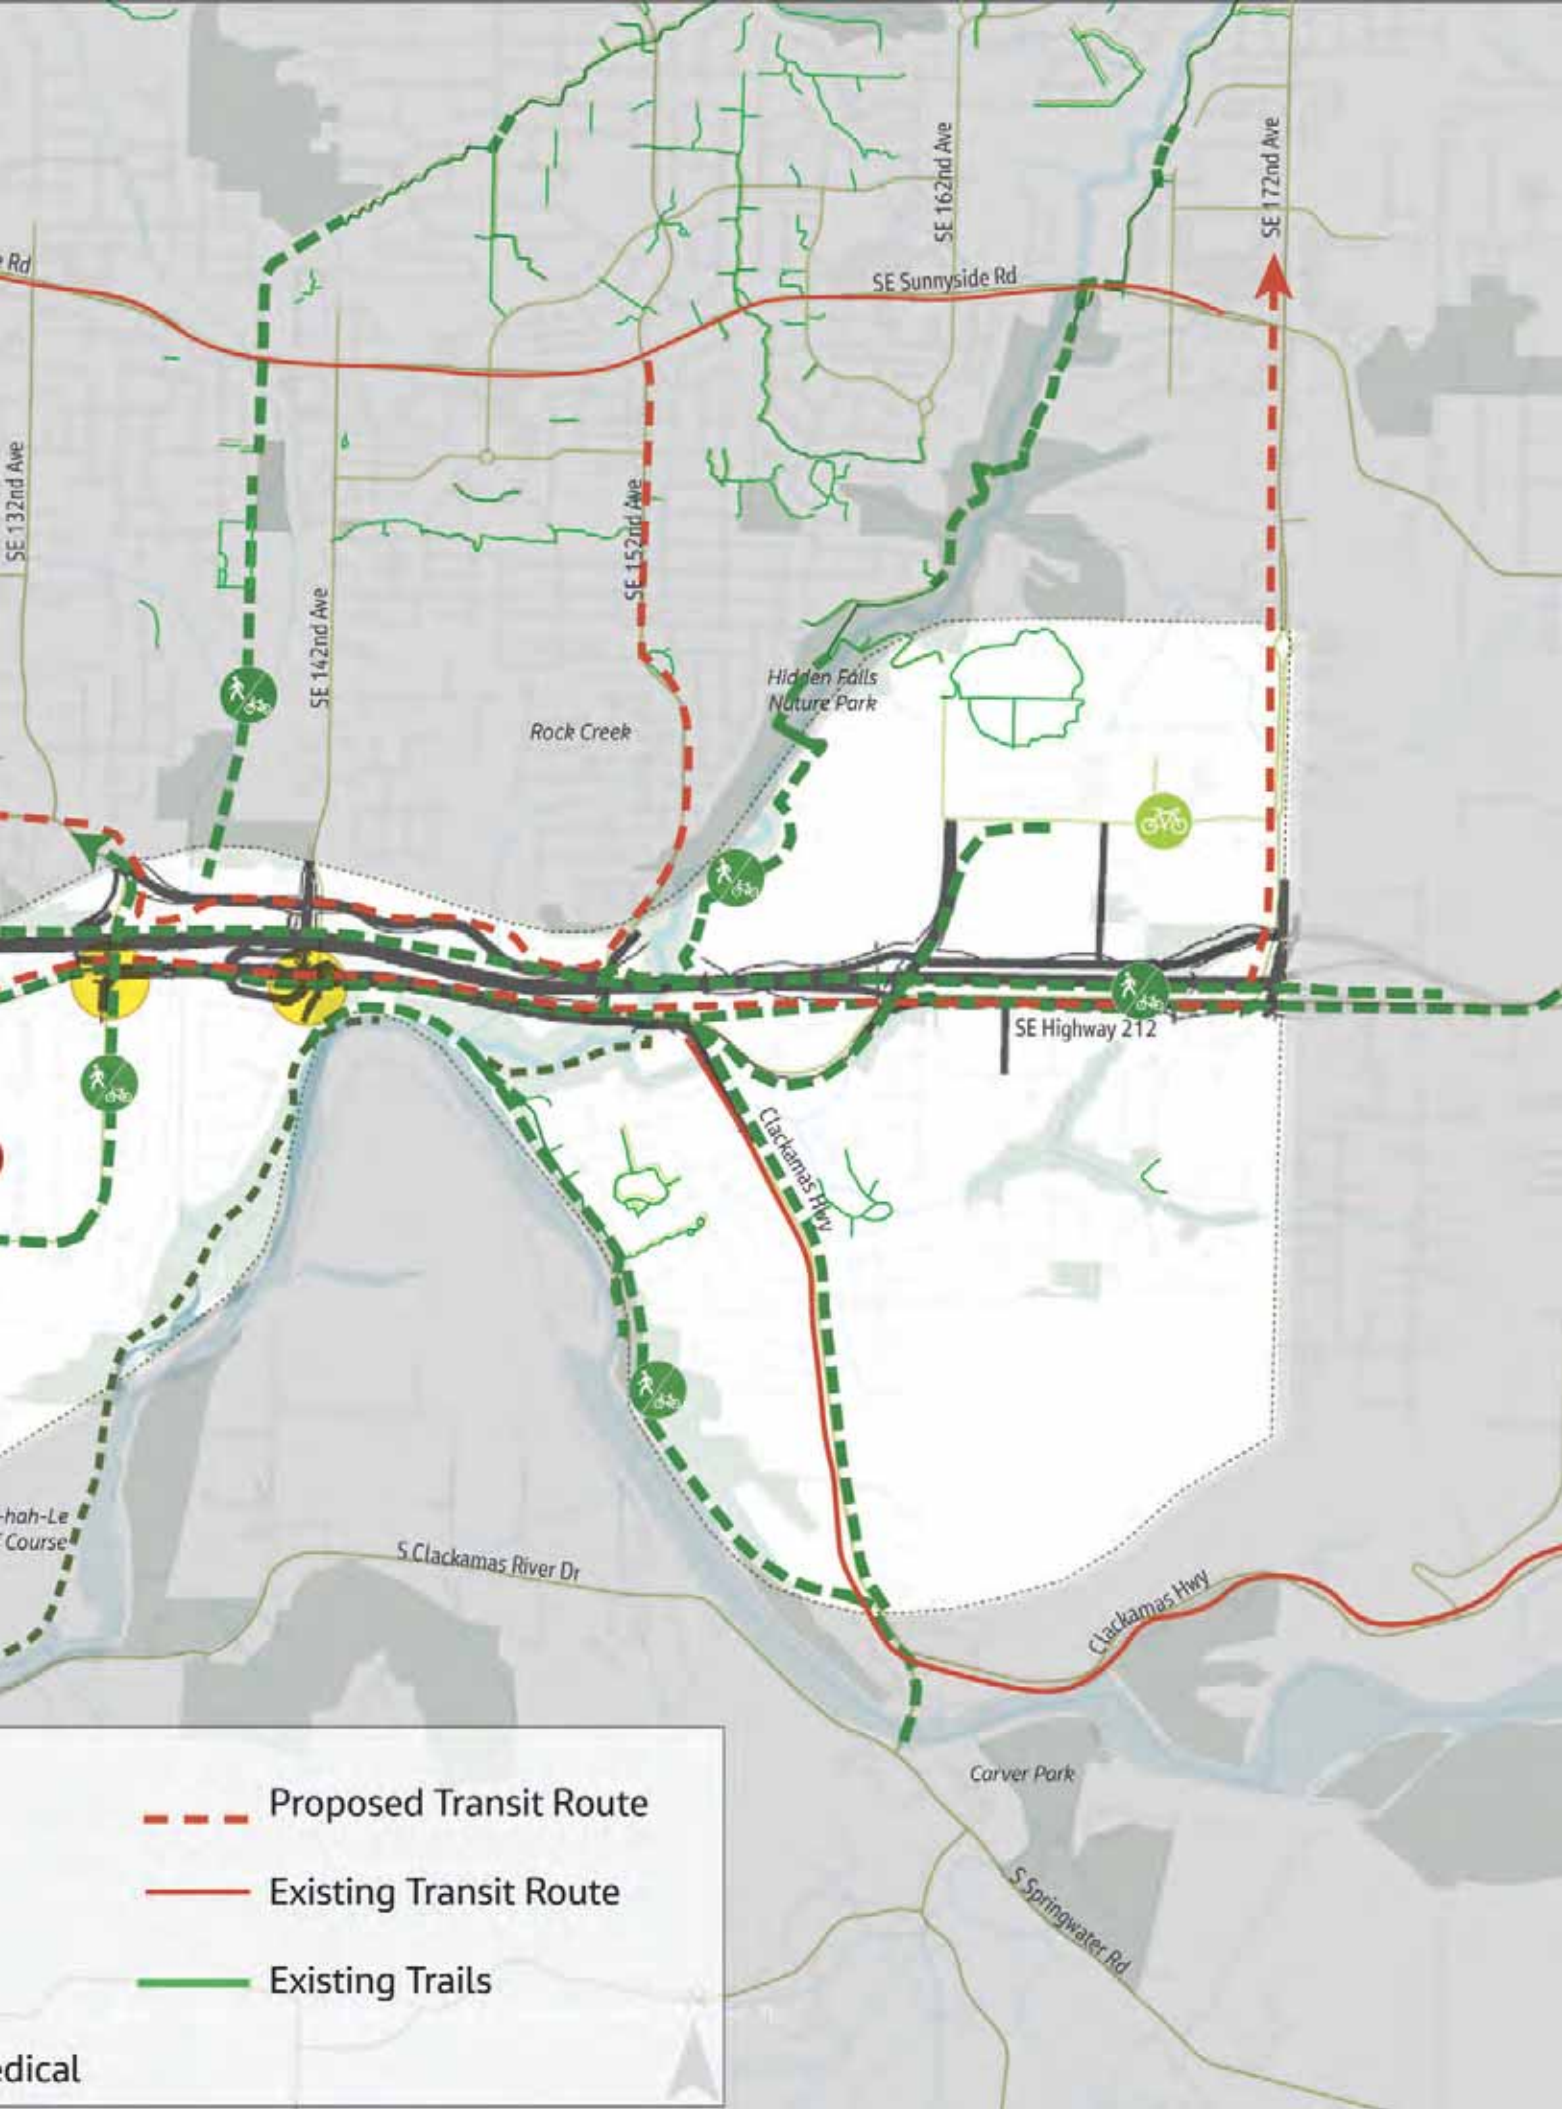 SE 162nd Ave
SE 172nd Ave
Rd
SE Sunnyside Rd
SE 132nd Ave
SE 152nd Ave
SE 142nd Ave
Hidden Falls
Nature Park
Rock Creek
SE Highway 212
Clackamas Hwy
-hah-Le
Course
S Clackamas River Dr
Clackamas Hwy
Carver Park
S Springwater Rd
Proposed Transit Route
Existing Transit Route
Existing Trails
edical